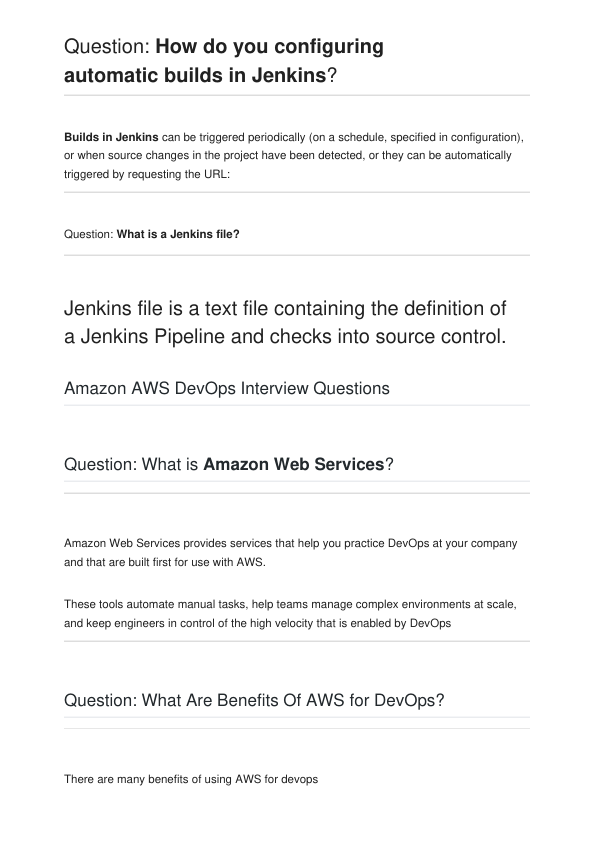 Question: How do you configuring
automatic builds in Jenkins?
Builds in Jenkins can be triggered periodically (on a schedule, specified in configuration),
or when source changes in the project have been detected, or they can be automatically
triggered by requesting the URL:
Question: What is a Jenkins file?
Jenkins file is a text file containing the definition of
a Jenkins Pipeline and checks into source control.
Amazon AWS DevOps Interview Questions
Question: What is Amazon Web Services?
Amazon Web Services provides services that help you practice DevOps at your company
and that are built first for use with AWS.
These tools automate manual tasks, help teams manage complex environments at scale,
and keep engineers in control of the high velocity that is enabled by DevOps
Question: What Are Benefits Of AWS for DevOps?
There are many benefits of using AWS for devops